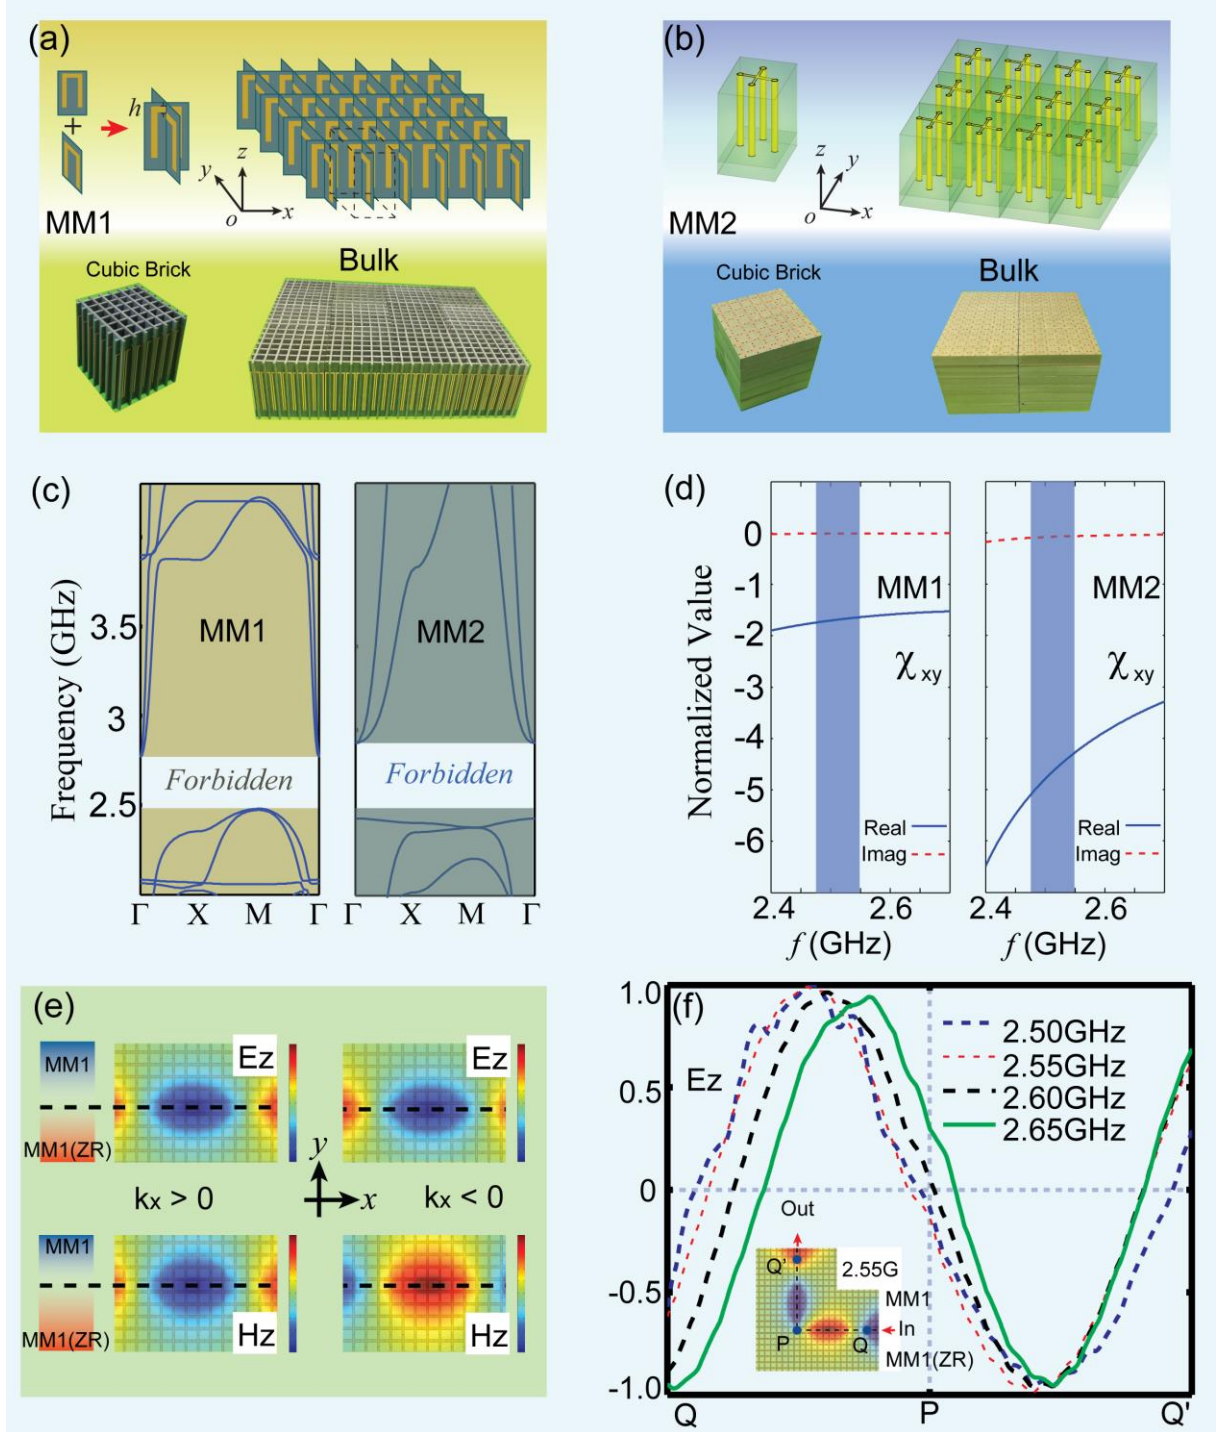 (a)
h
+
z
y
o
x
MM1
Cubic Brick
Bulk
(b)
z
y
o
x
MM2
Cubic Brick
Bulk
(c)
Frequency (GHz)
3.5
3
2.5
MM1
Forbidden
Γ X M Γ
MM2
Forbidden
Γ X M Γ
(d)
Normalized Value
0
-1
-2
-3
-4
-5
-6
MM1
χxy
Real
Imag
2.4 2.6
f (GHz)
MM2
χxy
Real
Imag
2.4 2.6
f (GHz)
(e)
MM1
MM1(ZR)
Ez
Ez
kx > 0
y
x
kx < 0
MM1
MM1(ZR)
Hz
Hz
(f)
1.0
0.5
0
-0.5
-1.0
Ez
2.50GHz
2.55GHz
2.60GHz
2.65GHz
Out
Q'
2.55G
MM1
In
P
Q
MM1(ZR)
Q P Q'